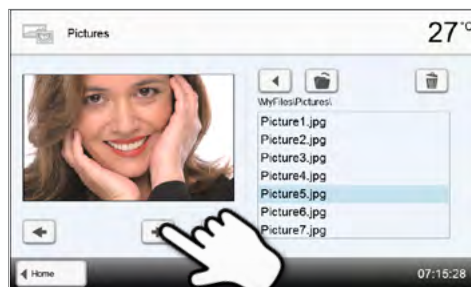 Pictures
27 °C
\MyFiles\Pictures\
Picture1.jpg
Picture2.jpg
Picture3.jpg
Picture4.jpg
Picture5.jpg
Picture6.jpg
Picture7.jpg
Home
07:15:28